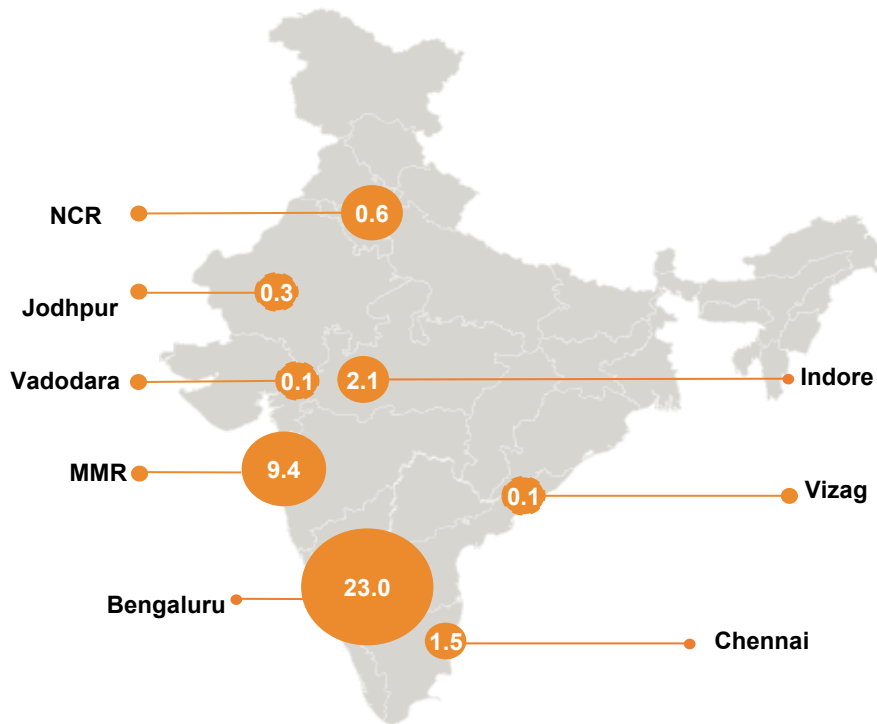 NCR
0.6
Jodhpur
0.3
Vadodara
0.1
2.1
Indore
MMR
9.4
0.1
Vizag
Bengaluru
23.0
1.5
Chennai